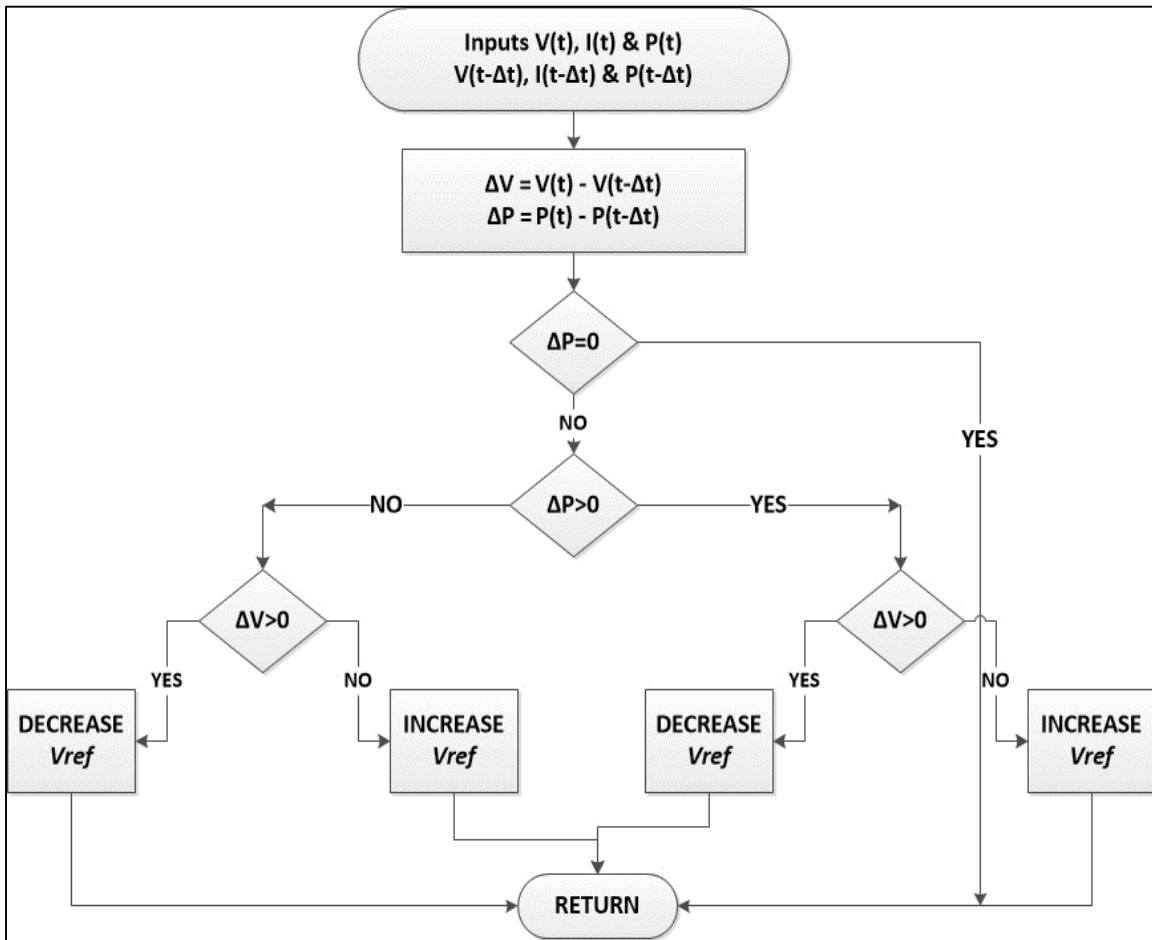 Inputs V(t), I(t) & P(t)
V(t-Δt), I(t-Δt) & P(t-Δt)
ΔV = V(t) - V(t-Δt)
ΔP = P(t) - P(t-Δt)
ΔP=0
NO
YES
ΔP>0
NO
YES
ΔV>0
YES
NO
ΔV>0
YES
NO
DECREASE
Vref
INCREASE
Vref
DECREASE
Vref
INCREASE
Vref
RETURN